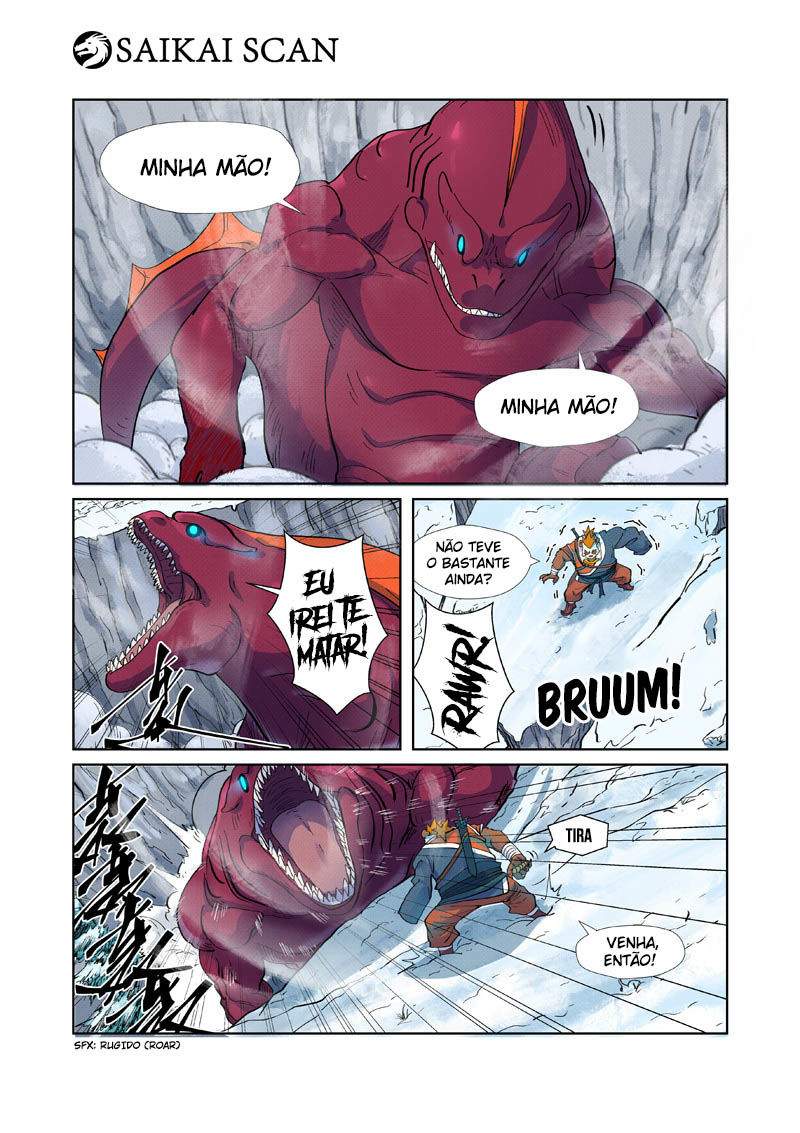 SAIKAI SCAN
MINHA MÃO!
MINHA MÃO!
EU
IREI TE
MATAR!
NÃO TEVE
O BASTANTE
AINDA?
RAWR!
BRUUM!
TIRA
VENHA,
ENTÃO!
SFX: RUGIDO (ROAR)